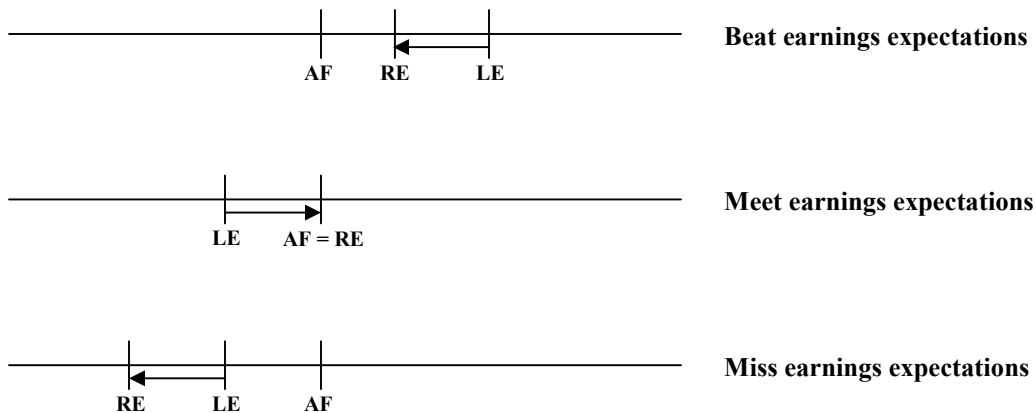 Beat earnings expectations
AF RE LE
Meet earnings expectations
LE AF = RE
Miss earnings expectations
RE LE AF